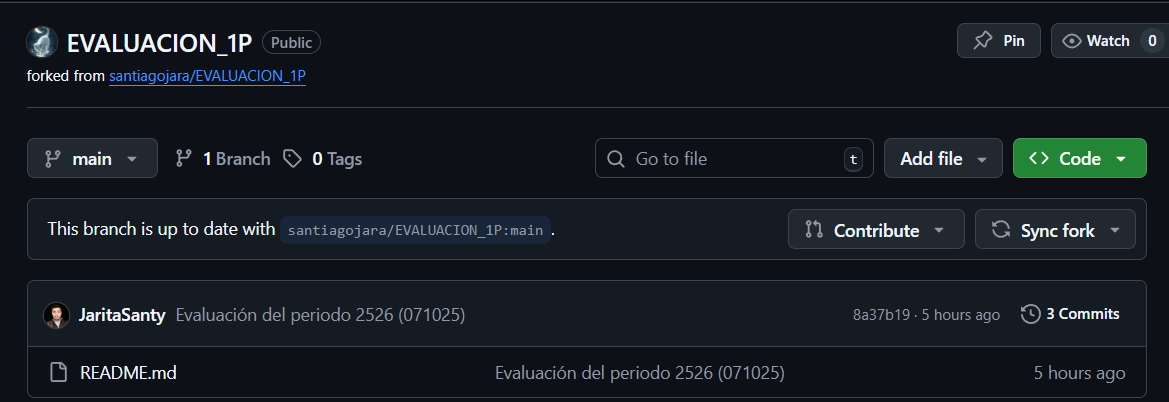 EVALUACION_1P Public Pin Watch 0
forked from santiagojara/EVALUACION_1P
main 1 Branch 0 Tags Go to file t Add file Code
This branch is up to date with santiagojara/EVALUACION_1P:main. Contribute Sync fork
JaritaSanty Evaluación del periodo 2526 (071025) 8a37b19 · 5 hours ago 3 Commits
README.md Evaluación del periodo 2526 (071025) 5 hours ago